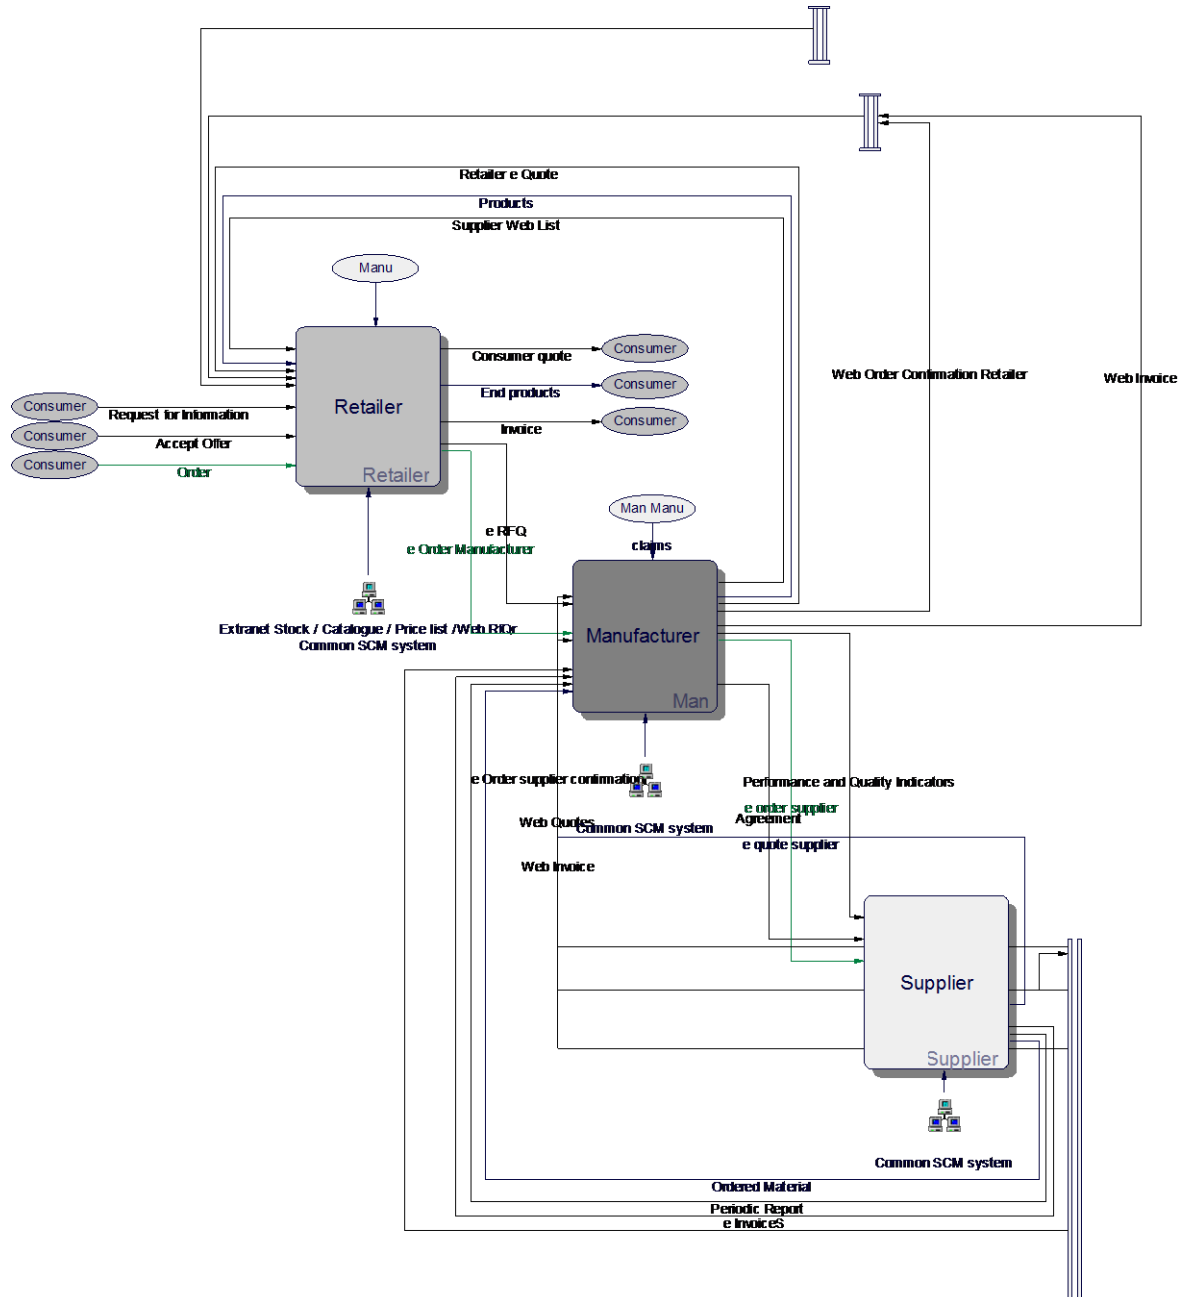 Retailer e Quote
Products
Supplier Web List
Manu
Consumer quote
Consumer
End products
Consumer
Invoice
Consumer
Web Order Confirmation Retailer
Web Invoice
Consumer
Request for Information
Consumer
Accept Offer
Consumer
Order
Retailer
Retailer
Man Manu
claims
e RFQ
e Order Manufacturer
Extranet Stock / Catalogue / Price list /Web RfQr
Common SCM system
Manufacturer
Man
e Order supplier confirmation
Web Quotes
Common SCM system
Web Invoice
Performance and Quality Indicators
e order supplier
Agreement
e quote supplier
Supplier
Supplier
Common SCM system
Ordered Material
Periodic Report
e InvoiceS